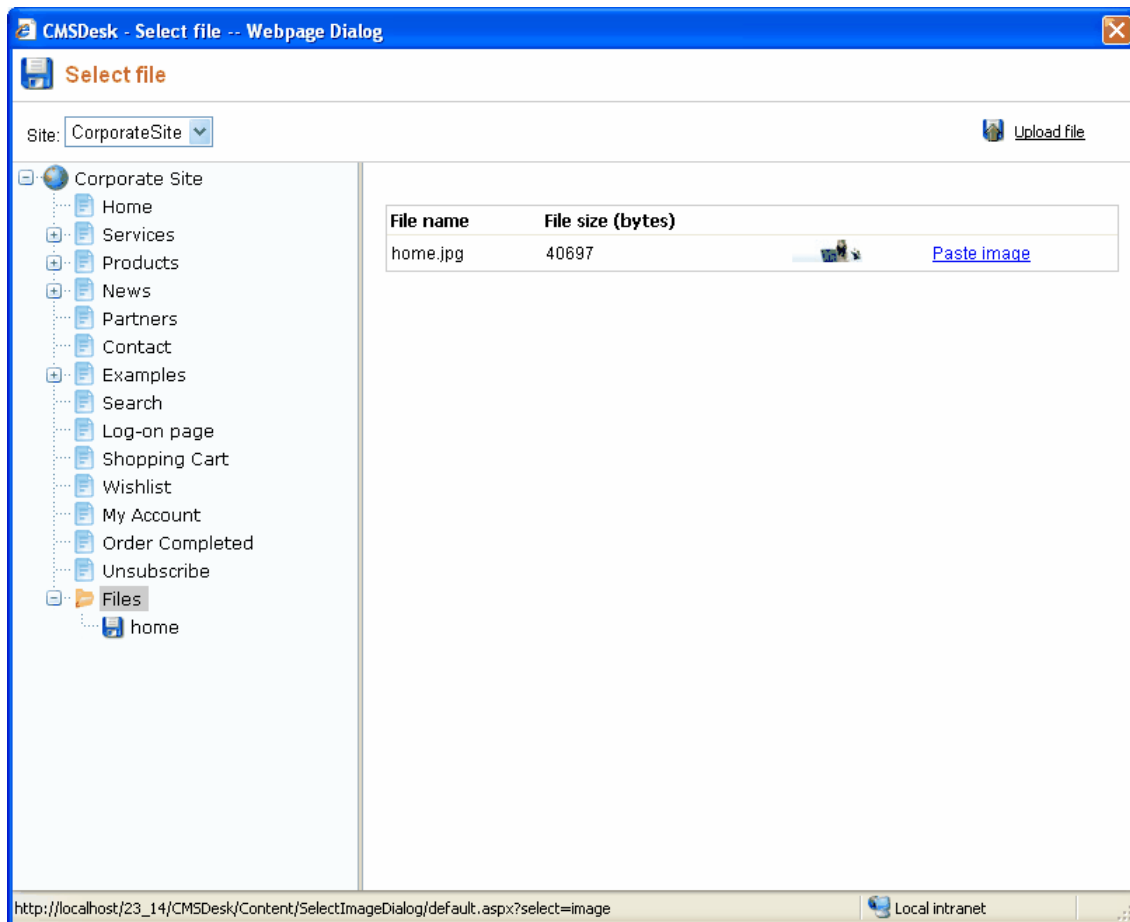 CMSDesk - Select file -- Webpage Dialog
Select file
Site: CorporateSite
Upload file
Corporate Site
Home
Services
Products
News
Partners
Contact
Examples
Search
Log-on page
Shopping Cart
Wishlist
My Account
Order Completed
Unsubscribe
Files
home
File name File size (bytes)
home.jpg 40697 Paste image
http://localhost/23_14/CMSDesk/Content/SelectImageDialog/default.aspx?select=image Local intranet